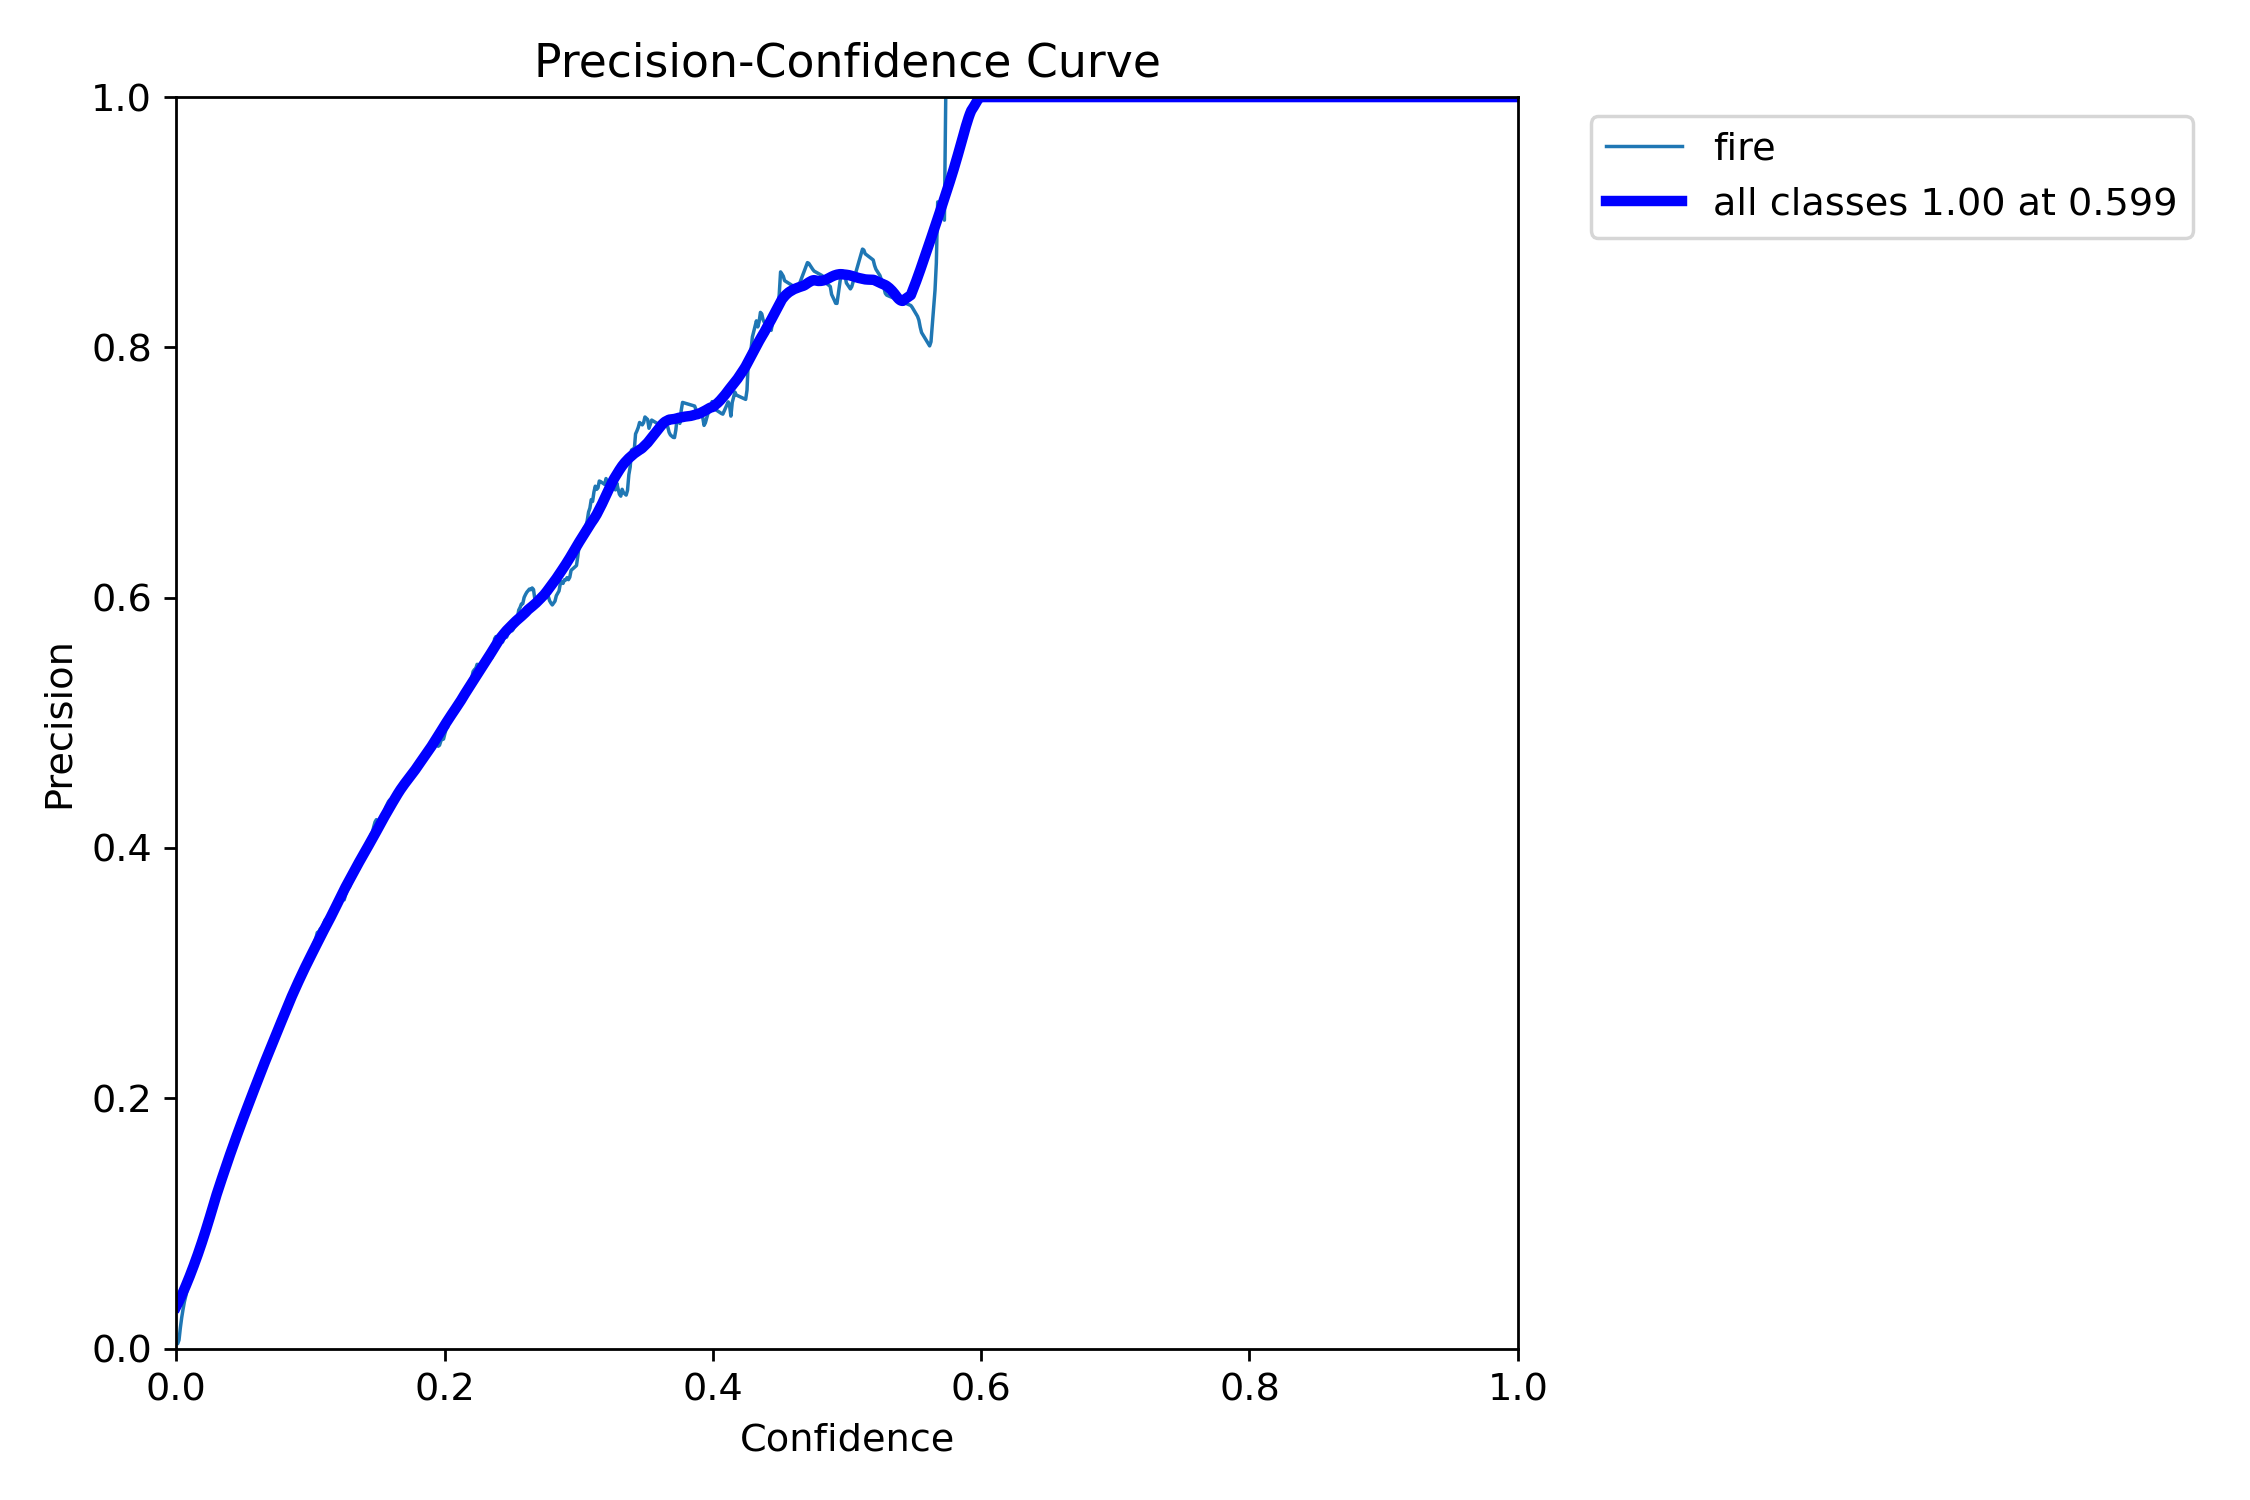 Precision-Confidence Curve
fire
all classes 1.00 at 0.599
Precision
1.0
0.8
0.6
0.4
0.2
0.0
0.0 0.2 0.4 0.6 0.8 1.0
Confidence